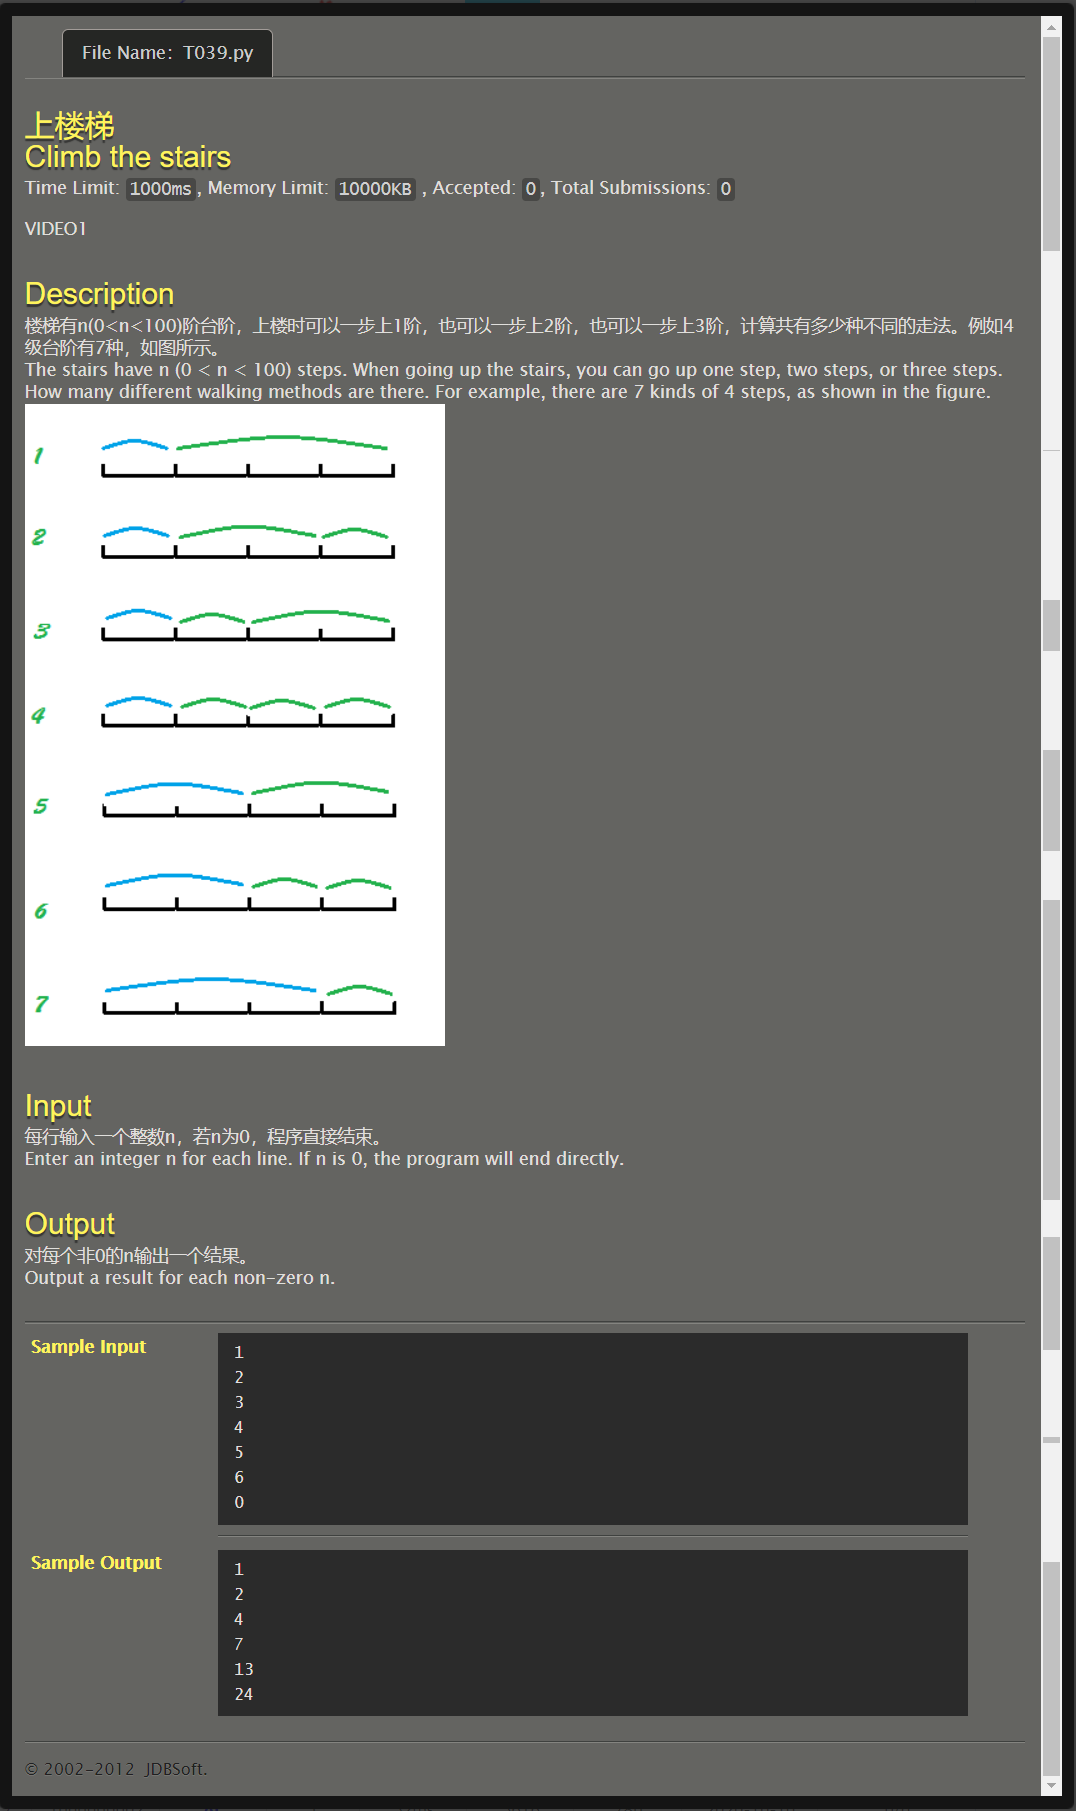 File Name: T039.py
上楼梯
Climb the stairs
Time Limit: 1000ms, Memory Limit: 10000KB , Accepted: 0, Total Submissions: 0
VIDEO1
Description
楼梯有n(0<n<100)阶台阶，上楼时可以一步上1阶，也可以一步上2阶，也可以一步上3阶，计算共有多少种不同的走法。例如4
级台阶有7种，如图所示。
The stairs have n (0 < n < 100) steps. When going up the stairs, you can go up one step, two steps, or three steps.
How many different walking methods are there. For example, there are 7 kinds of 4 steps, as shown in the figure.
1
2
3
4
5
6
7
Input
每行输入一个整数n，若n为0，程序直接结束。
Enter an integer n for each line. If n is 0, the program will end directly.
Output
对每个非0的n输出一个结果。
Output a result for each non-zero n.
Sample Input
1
2
3
4
5
6
0
Sample Output
1
2
4
7
13
24
© 2002-2012 JDBSoft.